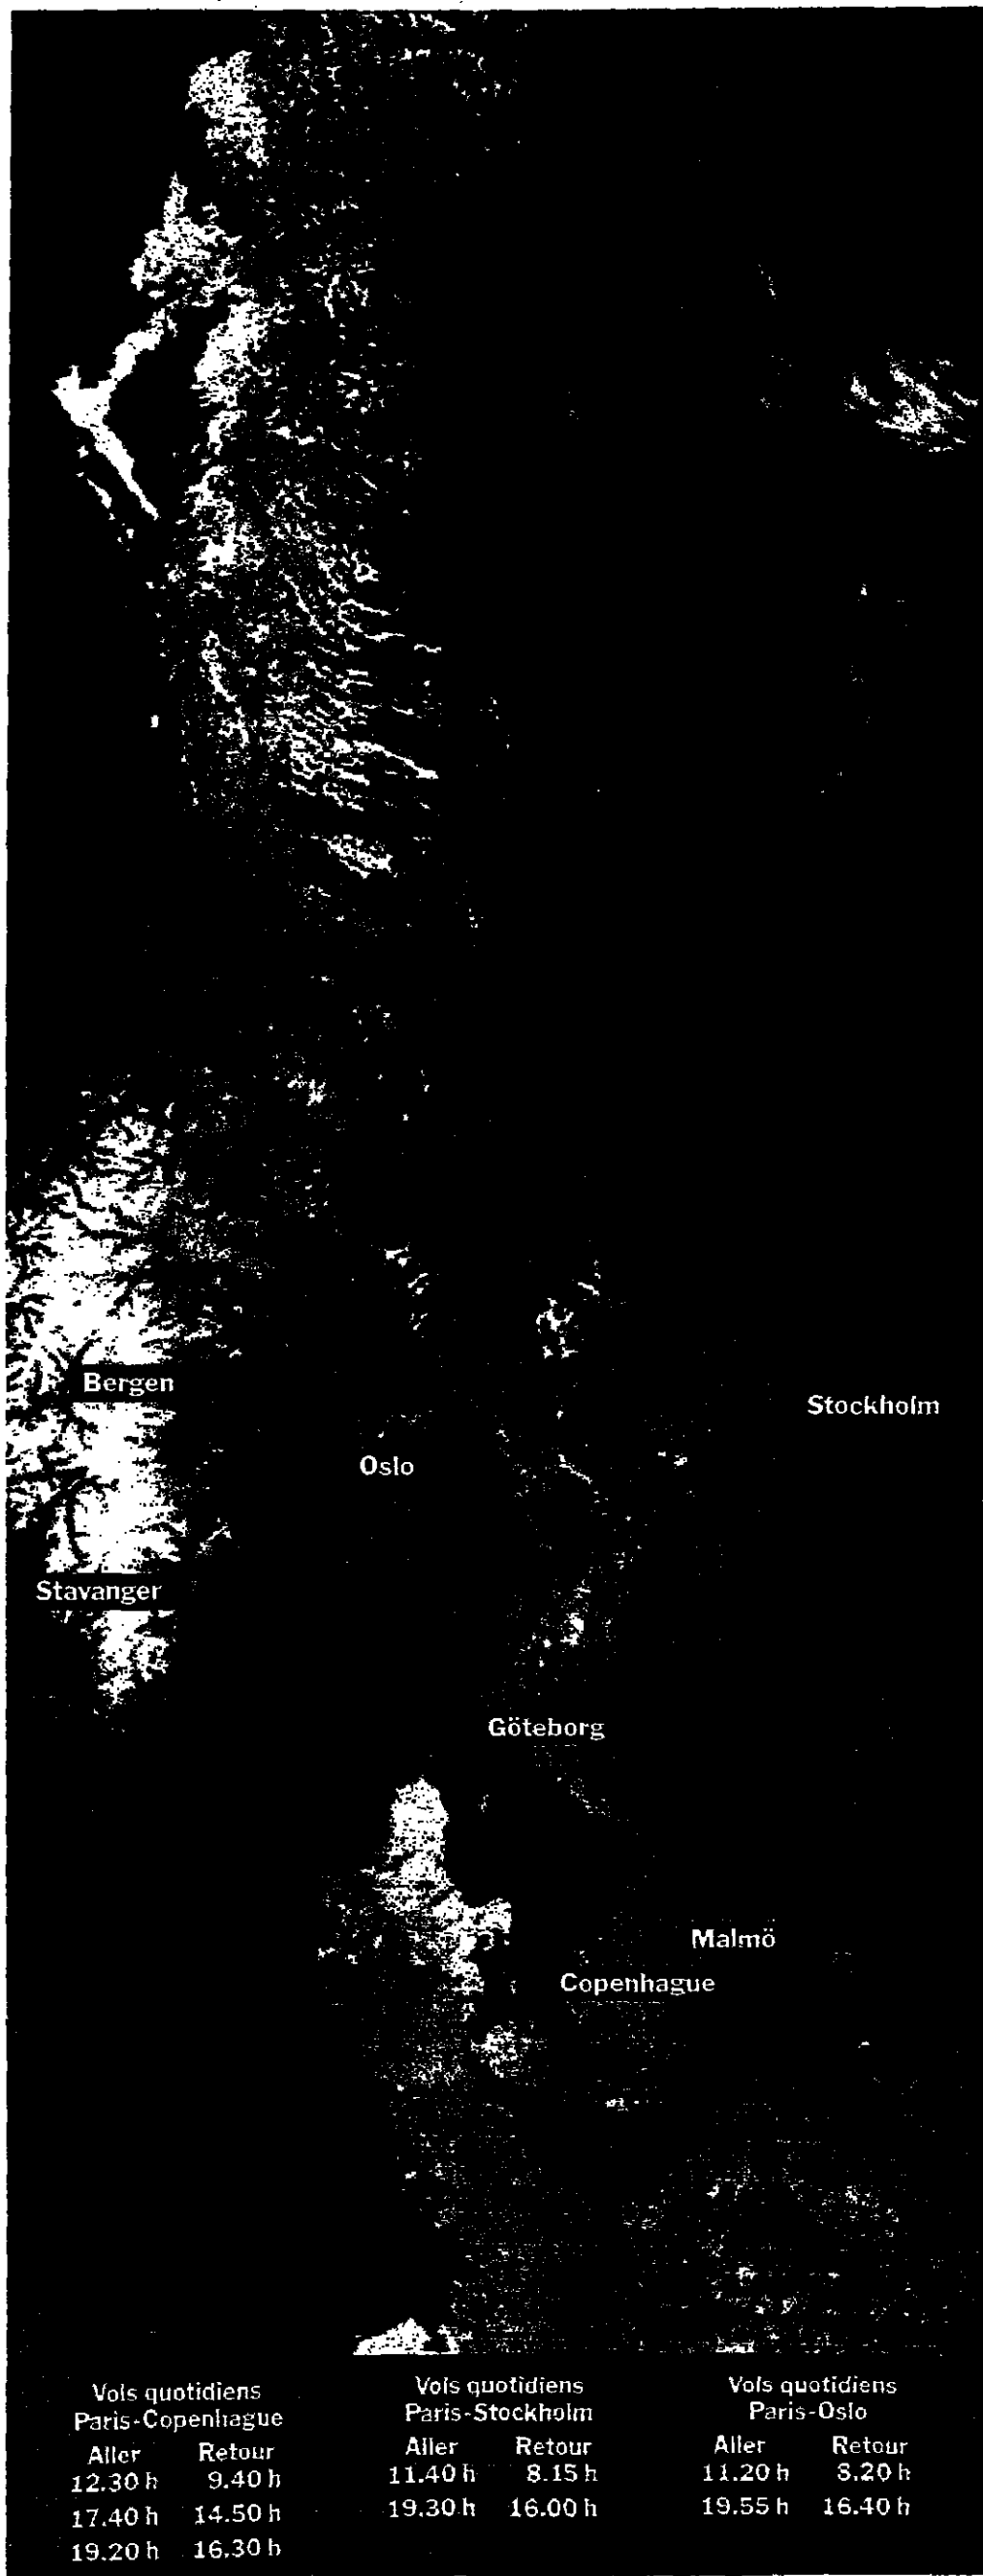 Bergen
Stockholm
Oslo
Stavanger
Göteborg
Malmö
Copenhague
Vols quotidiens
Paris-Copenhague
Aller Retour
12.30 h 9.40 h
17.40 h 14.50 h
19.20 h 16.30 h
Vols quotidiens
Paris-Stockholm
Aller Retour
11.40 h 8.15 h
19.30 h 16.00 h
Vols quotidiens
Paris-Oslo
Aller Retour
11.20 h 8.20 h
19.55 h 16.40 h